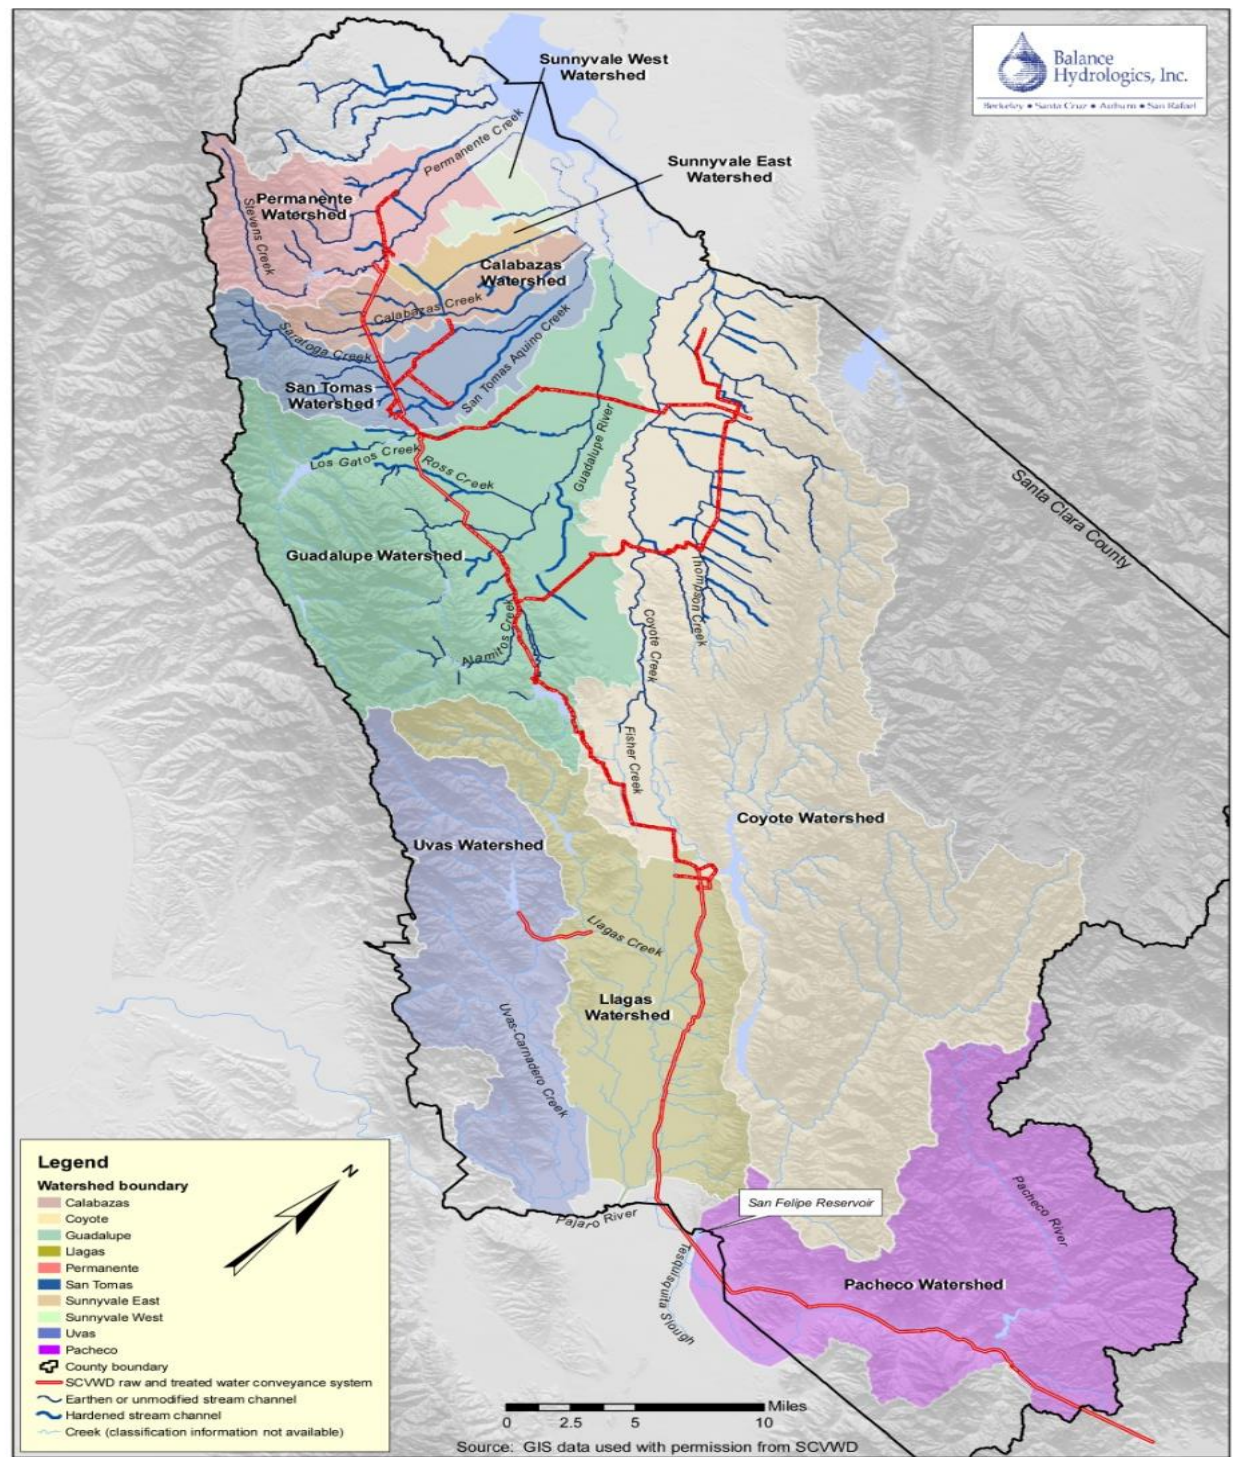 Sunnyvale West
Watershed
Balance
Hydrologics, Inc.
Berkeley • Santa Cruz • Auburn • San Rafael
Permanente Creek
Sunnyvale East
Watershed
Permanente
Watershed
Stevens Creek
Calabazas
Watershed
Calabazas Creek
Saratoga Creek
San Tomas Aquino Creek
San Tomas
Watershed
Los Gatos Creek
Ross Creek
Guadalupe River
Santa Clara County
Guadalupe Watershed
Thompson Creek
Coyote Creek
Alamitos Creek
Fisher Creek
Coyote Watershed
Uvas Watershed
Llagas Creek
Llagas
Watershed
Uvas-Carnadero Creek
Pacheco River
San Felipe Reservoir
Pajaro River
Tesquisquita Slough
Pacheco Watershed
Legend
N
Watershed boundary
Calabazas
Coyote
Guadalupe
Llagas
Permanente
San Tomas
Sunnyvale East
Sunnyvale West
Uvas
Pacheco
County boundary
SCVWD raw and treated water conveyance system
Earthen or unmodified stream channel
Hardened stream channel
Creek (classification information not available)
Miles
0 2.5 5 10
Source: GIS data used with permission from SCVWD